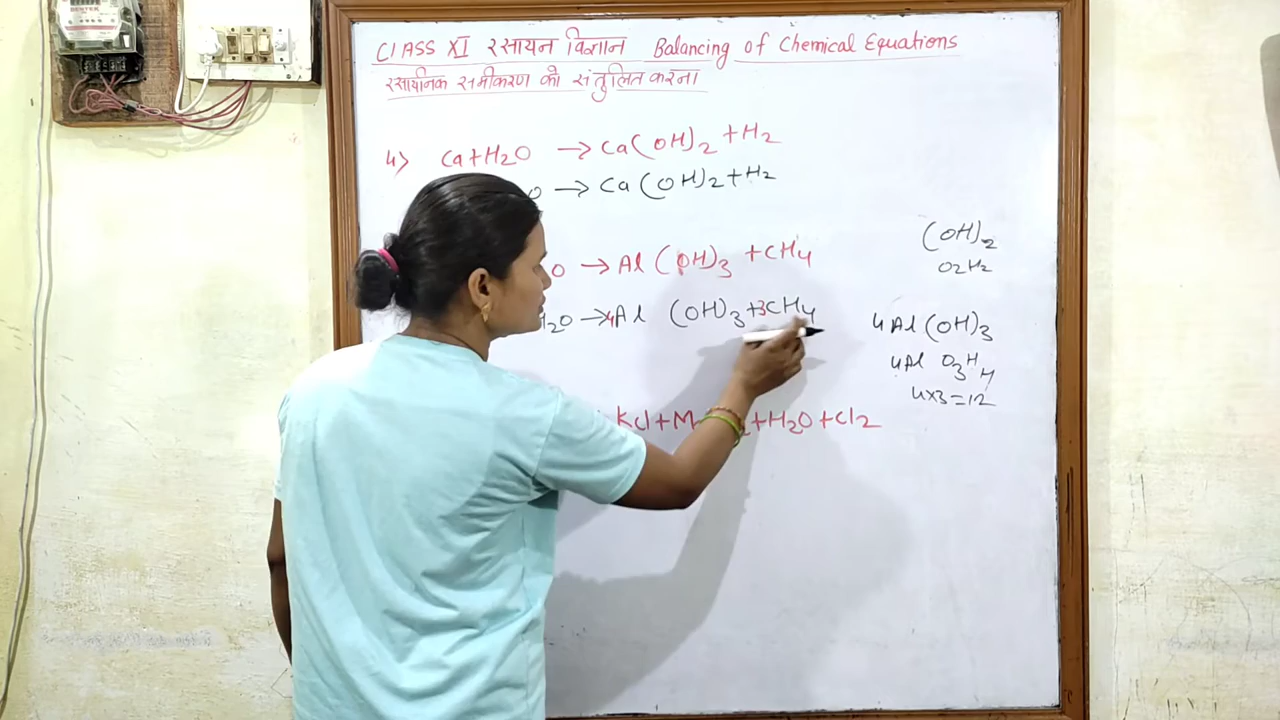 CLASS XI रसायन विज्ञान Balancing of Chemical Equations
रसायनिक समीकरण को संतुलित करना
4) Ca+H2O → Ca(OH)2+H2
O → Ca(OH)2+H2
O → Al(OH)3 +CH4
H2O → 4Al (OH)3+3CH4
KCl+M +H2O+Cl2
(OH)2
O2H2
4Al(OH)3
4Al O3H
4x3=12